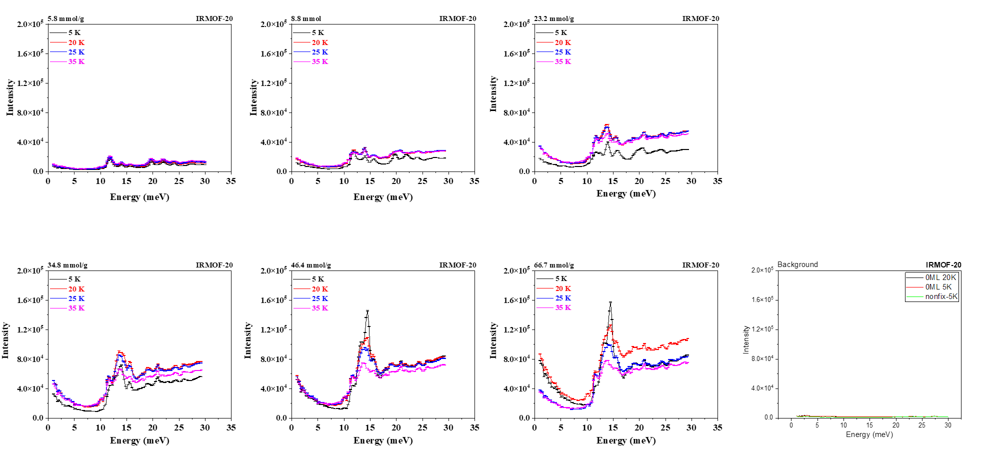 5.8 mmol/g IRMOF-20
2.0×10⁵
1.6×10⁵
1.2×10⁵
8.0×10⁴
4.0×10⁴
0.0
Intensity
5 K
20 K
25 K
35 K
0 5 10 15 20 25 30 35
Energy (meV)
8.8 mmol IRMOF-20
2.0×10⁵
1.6×10⁵
1.2×10⁵
8.0×10⁴
4.0×10⁴
0.0
Intensity
5 K
20 K
25 K
35 K
0 5 10 15 20 25 30 35
Energy (meV)
23.2 mmol/g IRMOF-20
2.0×10⁵
1.6×10⁵
1.2×10⁵
8.0×10⁴
4.0×10⁴
0.0
Intensity
5 K
20 K
25 K
35 K
0 5 10 15 20 25 30 35
Energy (meV)
34.8 mmol/g IRMOF-20
2.0×10⁵
1.6×10⁵
1.2×10⁵
8.0×10⁴
4.0×10⁴
0.0
Intensity
5 K
20 K
25 K
35 K
0 5 10 15 20 25 30 35
Energy (meV)
46.4 mmol/g IRMOF-20
2.0×10⁵
1.6×10⁵
1.2×10⁵
8.0×10⁴
4.0×10⁴
0.0
Intensity
5 K
20 K
25 K
35 K
0 5 10 15 20 25 30 35
Energy (meV)
66.7 mmol/g IRMOF-20
2.0×10⁵
1.6×10⁵
1.2×10⁵
8.0×10⁴
4.0×10⁴
0.0
Intensity
5 K
20 K
25 K
35 K
0 5 10 15 20 25 30 35
Energy (meV)
Background IRMOF-20
2.0×10⁵
1.6×10⁵
1.2×10⁵
8.0×10⁴
4.0×10⁴
0.0
Intensity
0ML 20K
0ML 5K
nonfix-5K
0 5 10 15 20 25 30
Energy (meV)